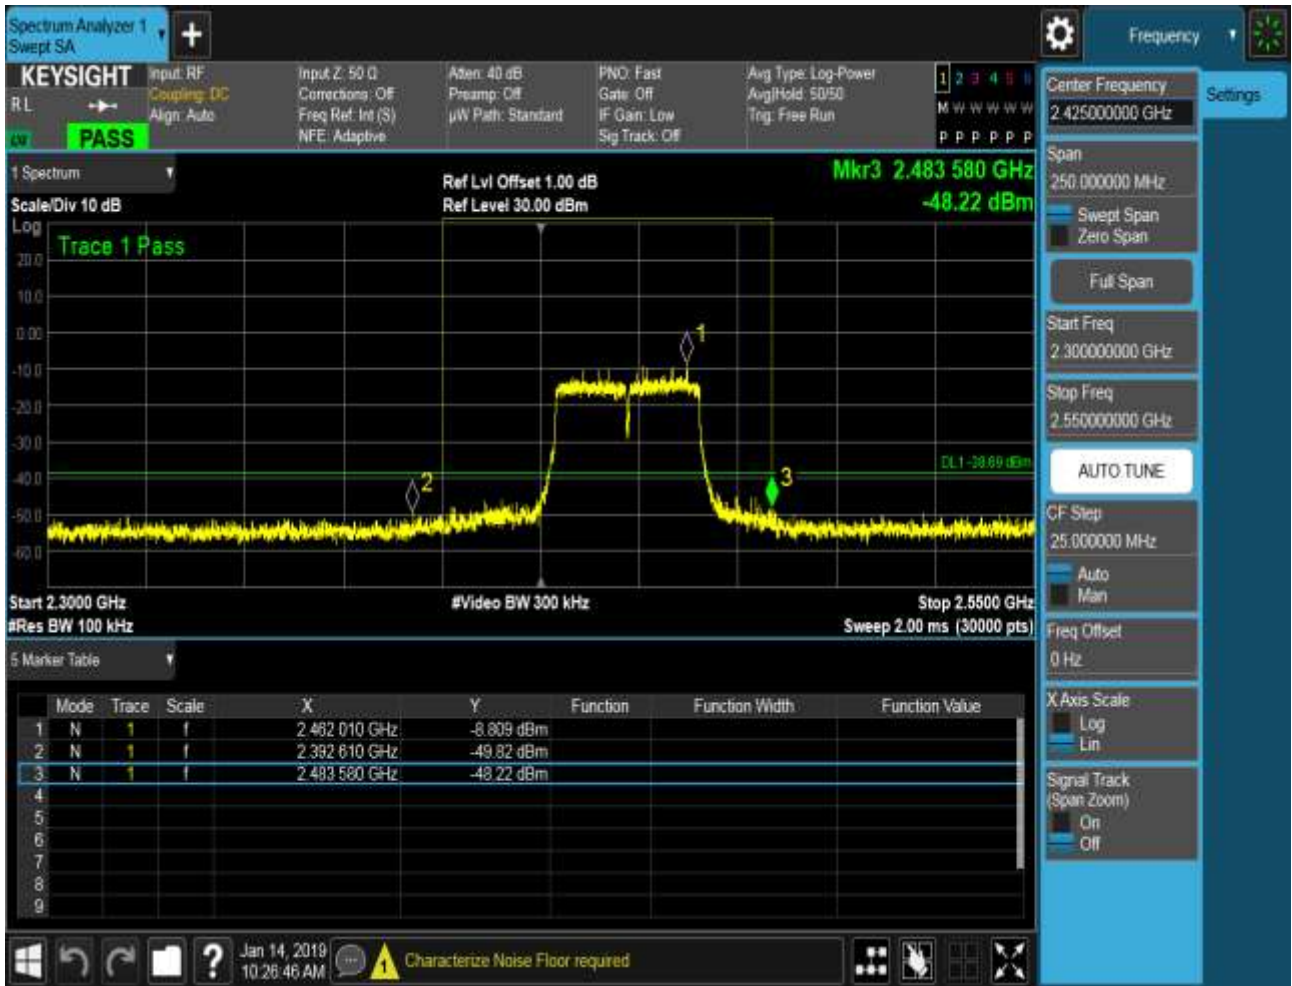 Spectrum Analyzer 1
Swept SA
+
Frequency
KEYSIGHT
RL
PASS
Input: RF
Coupling: DC
Align: Auto
Input Z: 50 Ω
Corrections: Off
Freq Ref: Int (S)
NFE: Adaptive
Atten: 40 dB
Preamp: Off
µW Path: Standard
PNO: Fast
Gate: Off
IF Gain: Low
Sig Track: Off
Avg Type: Log-Power
Avg|Hold: 50/50
Trig: Free Run
1 2 3 4 5 6
M W W W W W
P P P P P P
1 Spectrum
Scale/Div 10 dB
Ref Lvl Offset 1.00 dB
Ref Level 30.00 dBm
Mkr3 2.483 580 GHz
-48.22 dBm
Log
Trace 1 Pass
20.0
10.0
0.00
-10.0
-20.0
-30.0
-40.0
-50.0
-60.0
1
2
3
DL1 -38.69 dBm
Start 2.3000 GHz
#Video BW 300 kHz
Stop 2.5500 GHz
#Res BW 100 kHz
Sweep 2.00 ms (30000 pts)
5 Marker Table
Mode Trace Scale X Y Function Function Width Function Value
1 N 1 f 2.462 010 GHz -8.809 dBm
2 N 1 f 2.392 610 GHz -49.82 dBm
3 N 1 f 2.483 580 GHz -48.22 dBm
4
5
6
7
8
9
Center Frequency
2.425000000 GHz
Settings
Span
250.000000 MHz
Swept Span
Zero Span
Full Span
Start Freq
2.300000000 GHz
Stop Freq
2.550000000 GHz
AUTO TUNE
CF Step
25.000000 MHz
Auto
Man
Freq Offset
0 Hz
X Axis Scale
Log
Lin
Signal Track
(Span Zoom)
On
Off
?
Jan 14, 2019
10:26:46 AM
1
Characterize Noise Floor required